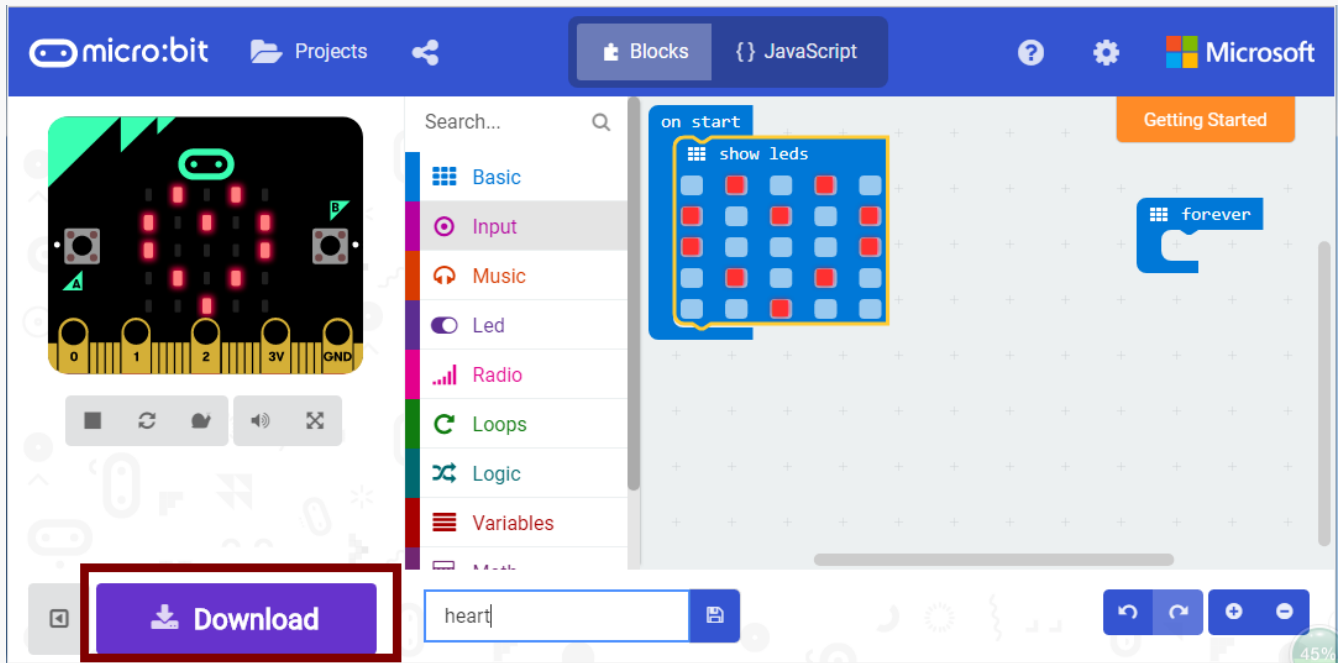 micro:bit Projects Blocks {} JavaScript ? Microsoft
Search...
Getting Started
on start
show leds
forever
Basic
Input
Music
Led
Radio
Loops
Logic
Variables
Math
B
A
0 1 2 3V GND
Download
heart
45%